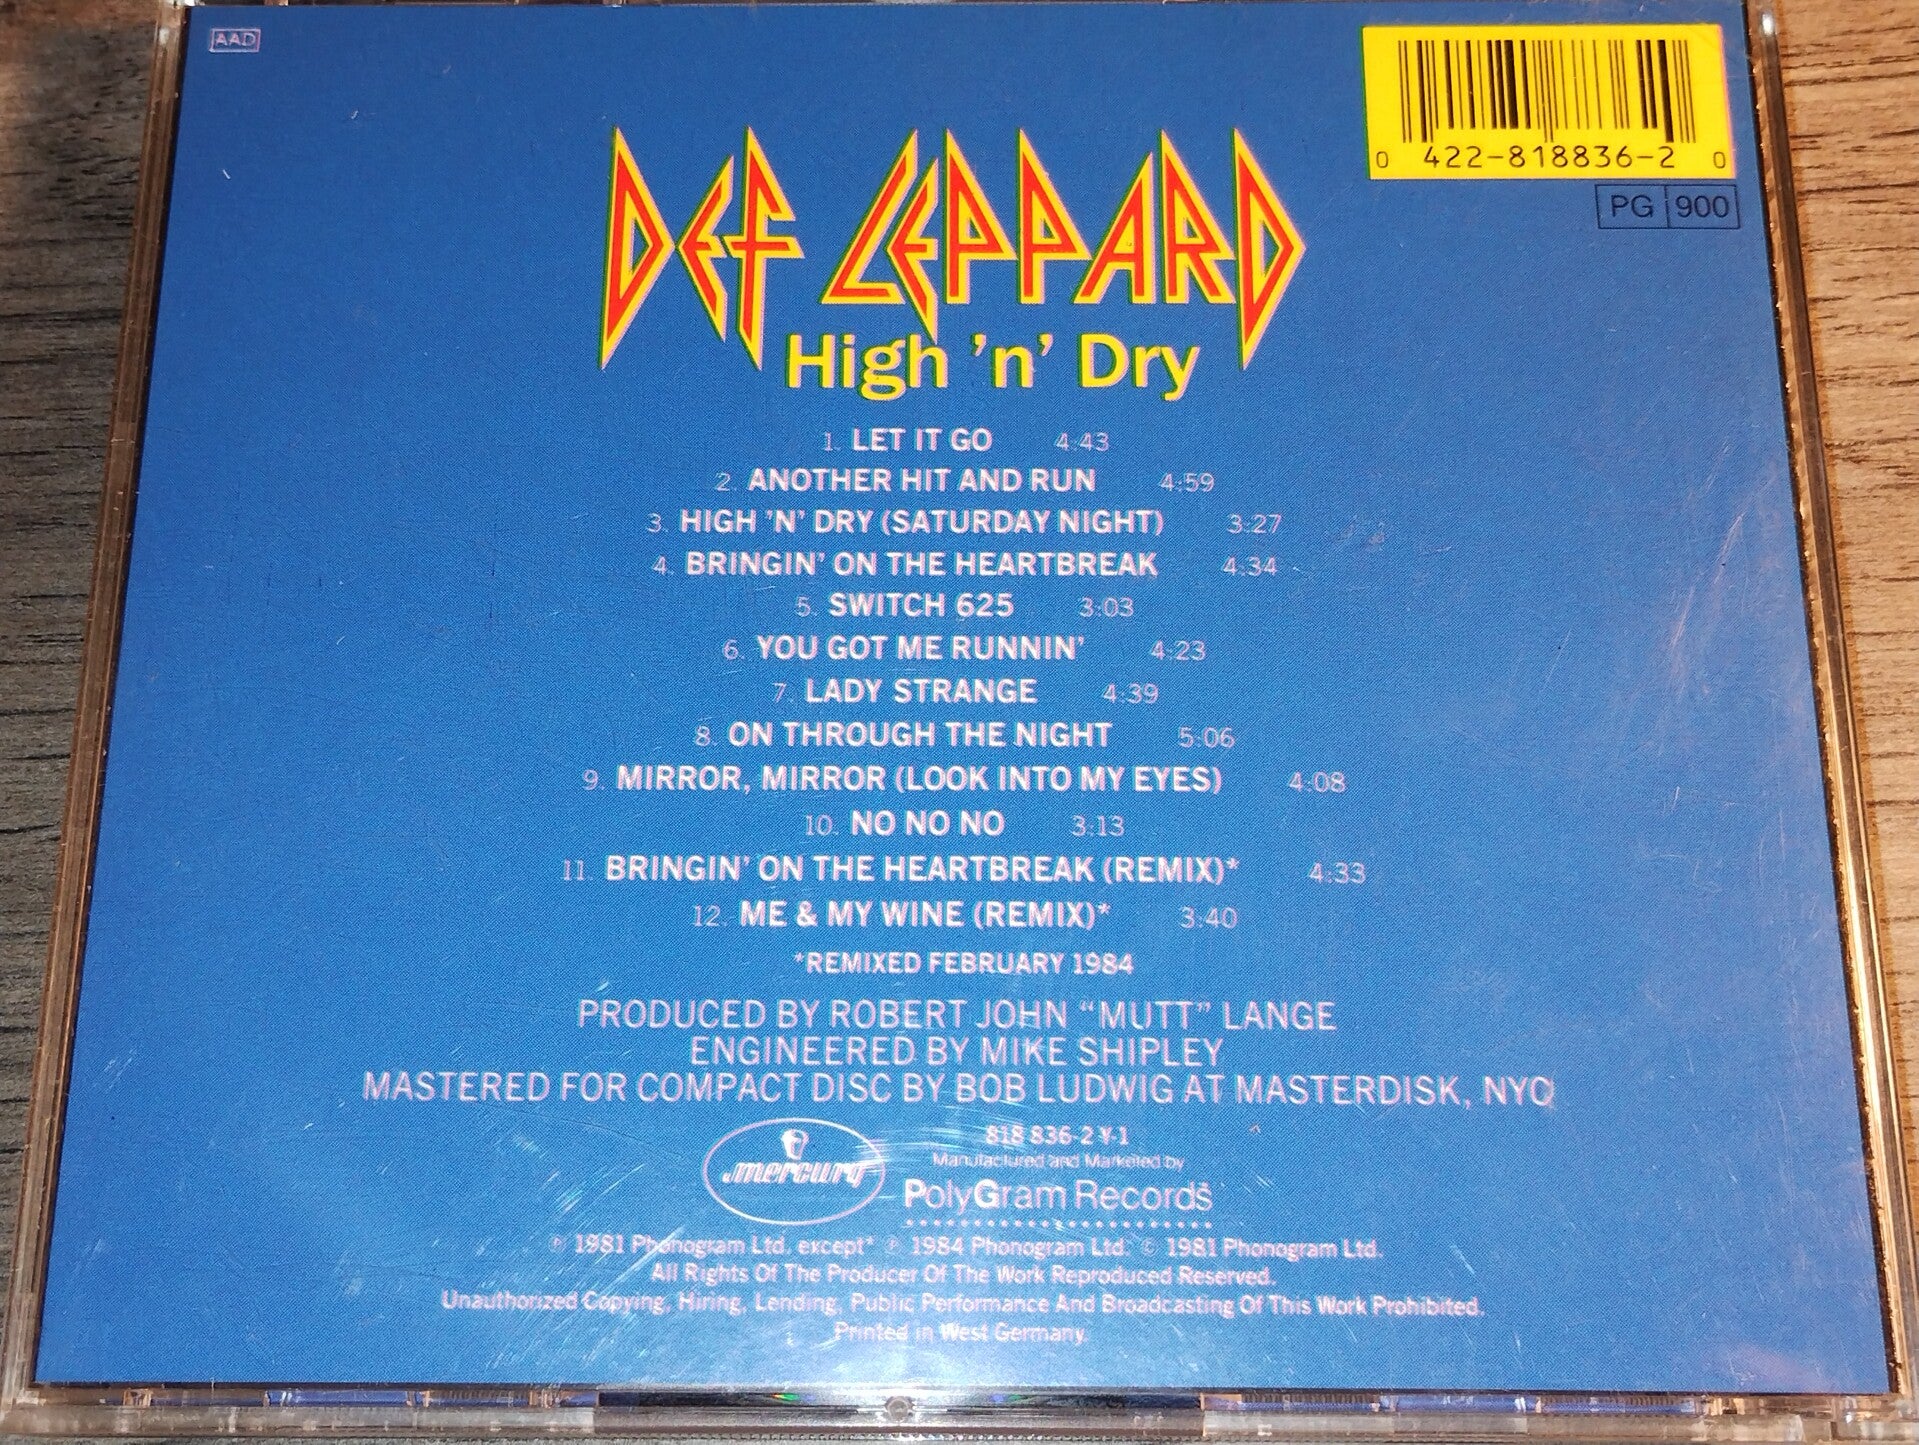 AAD
0 422-818836-2 0
PG 900
DEF LEPPARD
High 'n' Dry
1. LET IT GO 4:43
2. ANOTHER HIT AND RUN 4:59
3. HIGH 'N' DRY (SATURDAY NIGHT) 3:27
4. BRINGIN' ON THE HEARTBREAK 4:34
5. SWITCH 625 3:03
6. YOU GOT ME RUNNIN' 4:23
7. LADY STRANGE 4:39
8. ON THROUGH THE NIGHT 5:06
9. MIRROR, MIRROR (LOOK INTO MY EYES) 4:08
10. NO NO NO 3:13
11. BRINGIN' ON THE HEARTBREAK (REMIX)* 4:33
12. ME & MY WINE (REMIX)* 3:40
*REMIXED FEBRUARY 1984
PRODUCED BY ROBERT JOHN “MUTT” LANGE
ENGINEERED BY MIKE SHIPLEY
MASTERED FOR COMPACT DISC BY BOB LUDWIG AT MASTERDISK, NYC
mercury
818 836-2 Y-1
Manufactured and Marketed by
PolyGram Records
℗ 1981 Phonogram Ltd. except* ℗ 1984 Phonogram Ltd. © 1981 Phonogram Ltd.
All Rights Of The Producer Of The Work Reproduced Reserved.
Unauthorized Copying, Hiring, Lending, Public Performance And Broadcasting Of This Work Prohibited.
Printed in West Germany.